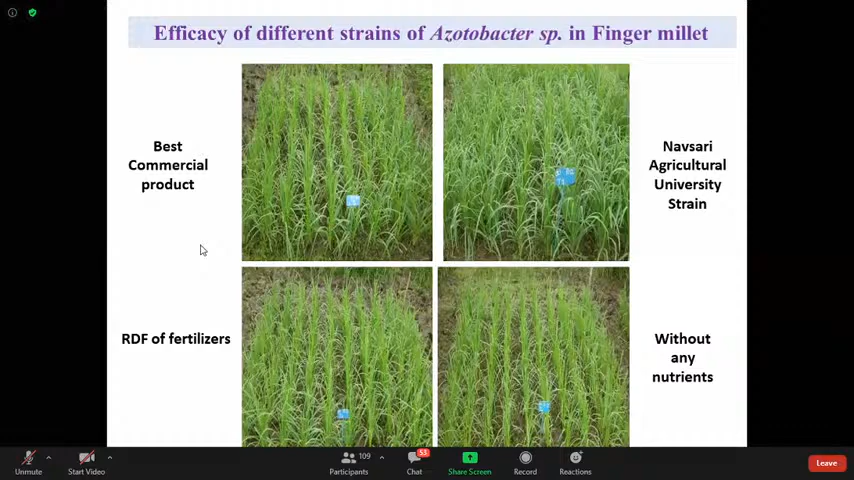 Efficacy of different strains of Azotobacter sp. in Finger millet
Best
Commercial
product
Navsari
Agricultural
University
Strain
RDF of fertilizers
Without
any
nutrients
Unmute
Start Video
109
Participants
53
Chat
Share Screen
Record
Reactions
Leave